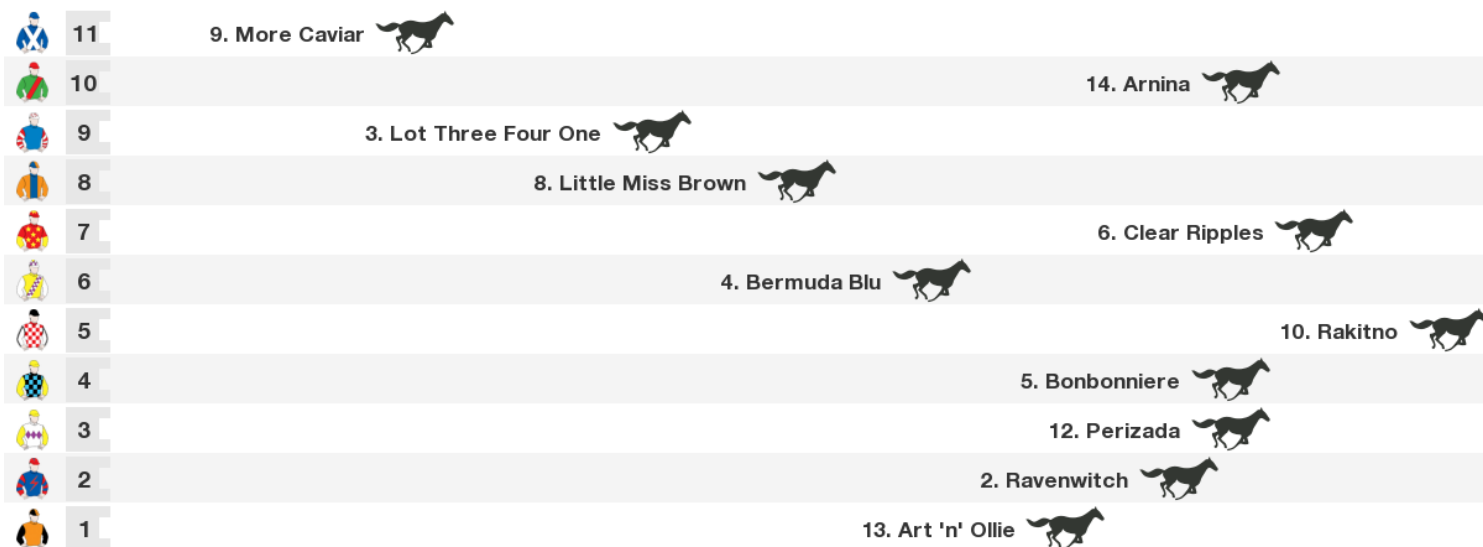 11 9. More Caviar
10 14. Arnina
9 3. Lot Three Four One
8 8. Little Miss Brown
7 6. Clear Ripples
6 4. Bermuda Blu
5 10. Rakitno
4 5. Bonbonniere
3 12. Perizada
2 2. Ravenwitch
1 13. Art 'n' Ollie